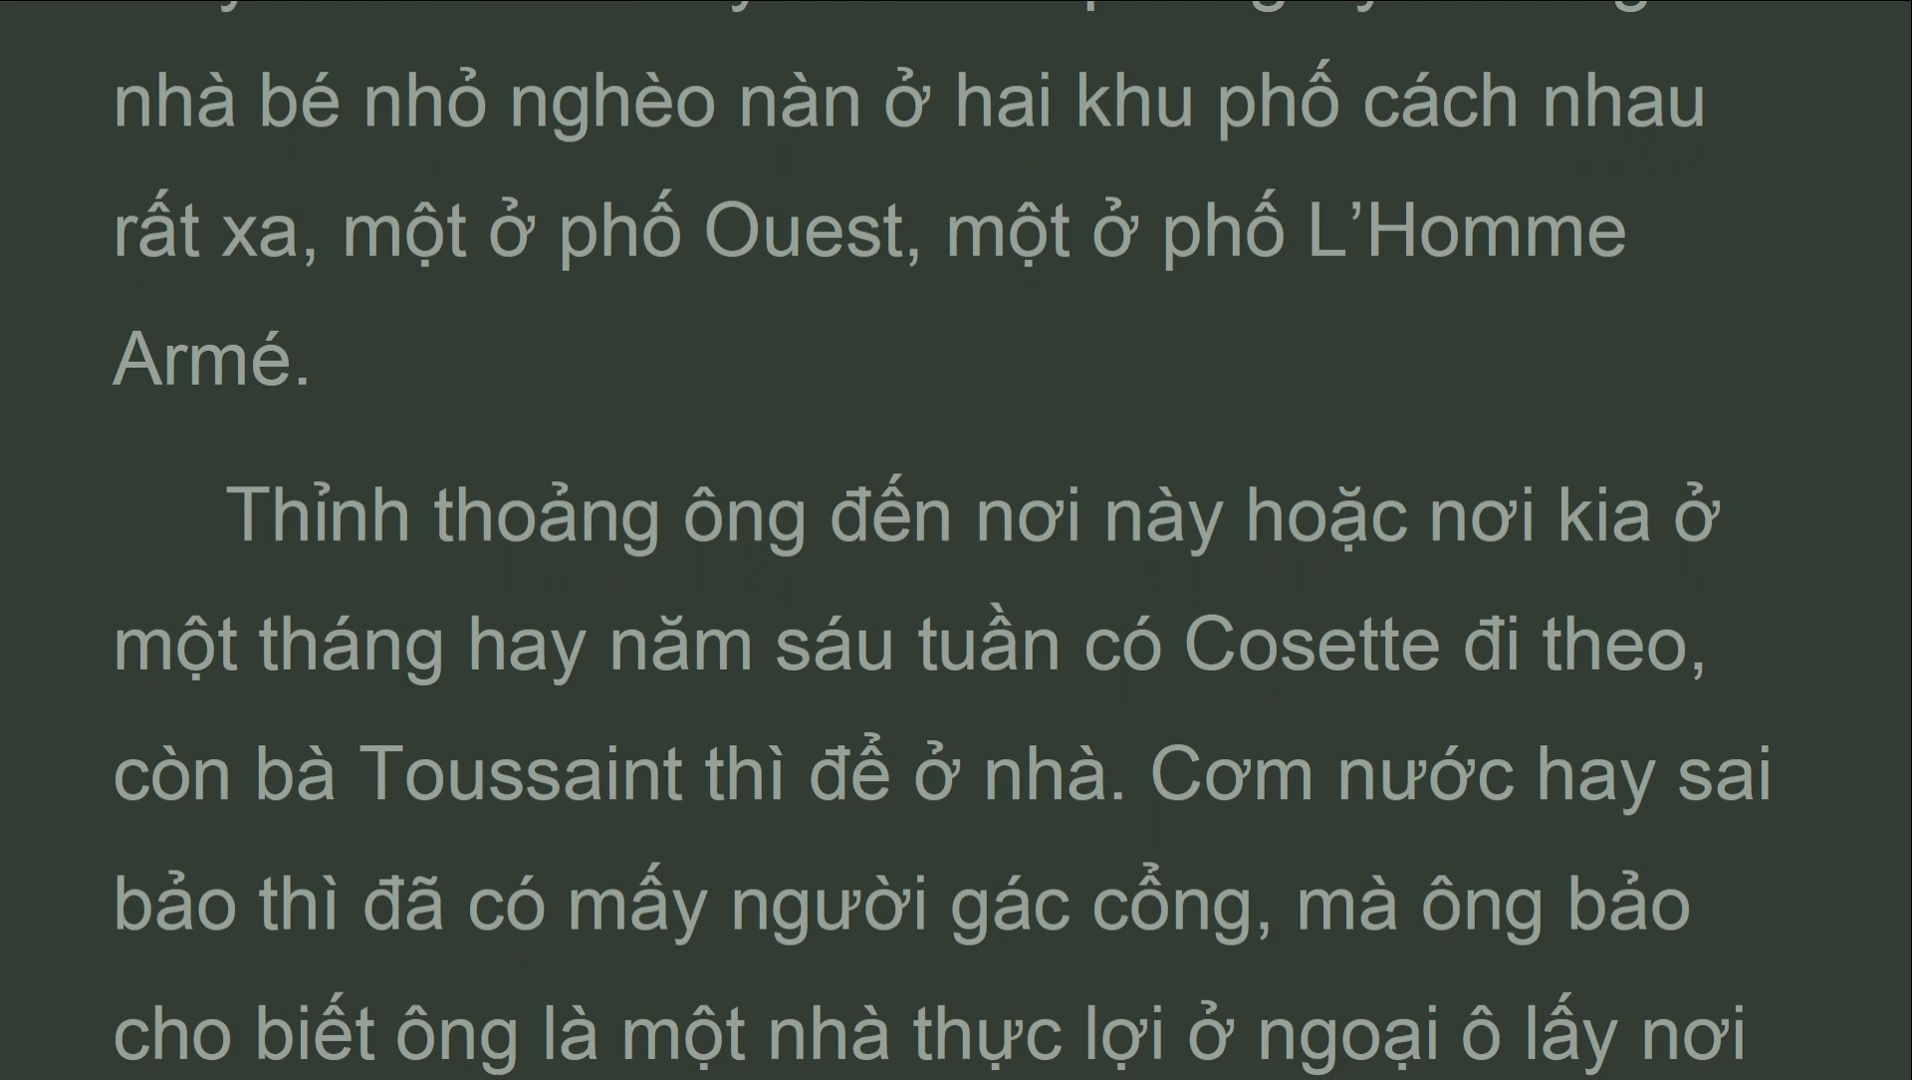 nhà bé nhỏ nghèo nàn ở hai khu phố cách nhau
rất xa, một ở phố Ouest, một ở phố L’Homme
Armé.
Thỉnh thoảng ông đến nơi này hoặc nơi kia ở
một tháng hay năm sáu tuần có Cosette đi theo,
còn bà Toussaint thì để ở nhà. Cơm nước hay sai
bảo thì đã có mấy người gác cổng, mà ông bảo
cho biết ông là một nhà thực lợi ở ngoại ô lấy nơi